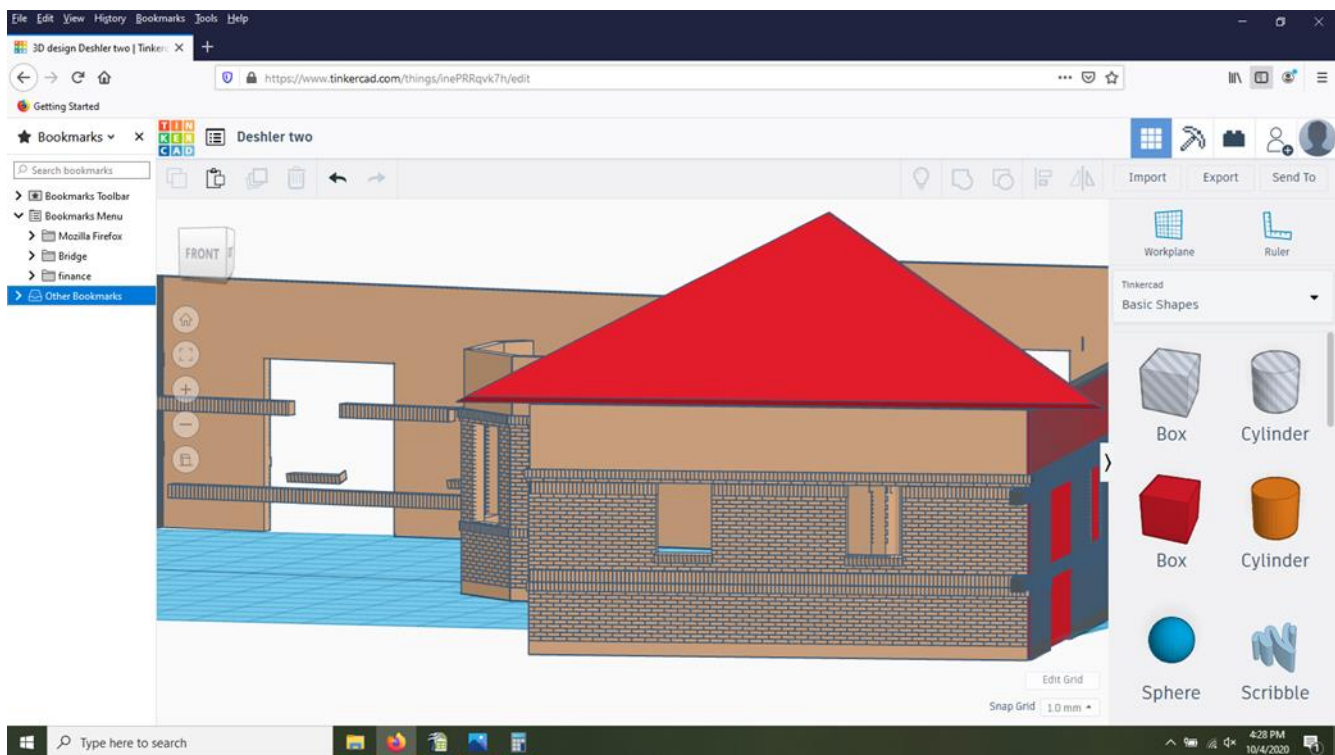 File Edit View History Bookmarks Tools Help
3D design Deshler two | Tinker
https://www.tinkercad.com/things/inePRRqvk7h/edit
Getting Started
Bookmarks
TIN
KER
CAD
Deshler two
Search bookmarks
Import Export Send To
Bookmarks Toolbar
Bookmarks Menu
Mozilla Firefox
Bridge
finance
Other Bookmarks
FRONT
Workplane Ruler
Tinkercad
Basic Shapes
Box Cylinder
Box Cylinder
Sphere Scribble
Edit Grid
Snap Grid 1.0 mm
Type here to search
4:28 PM
10/4/2020